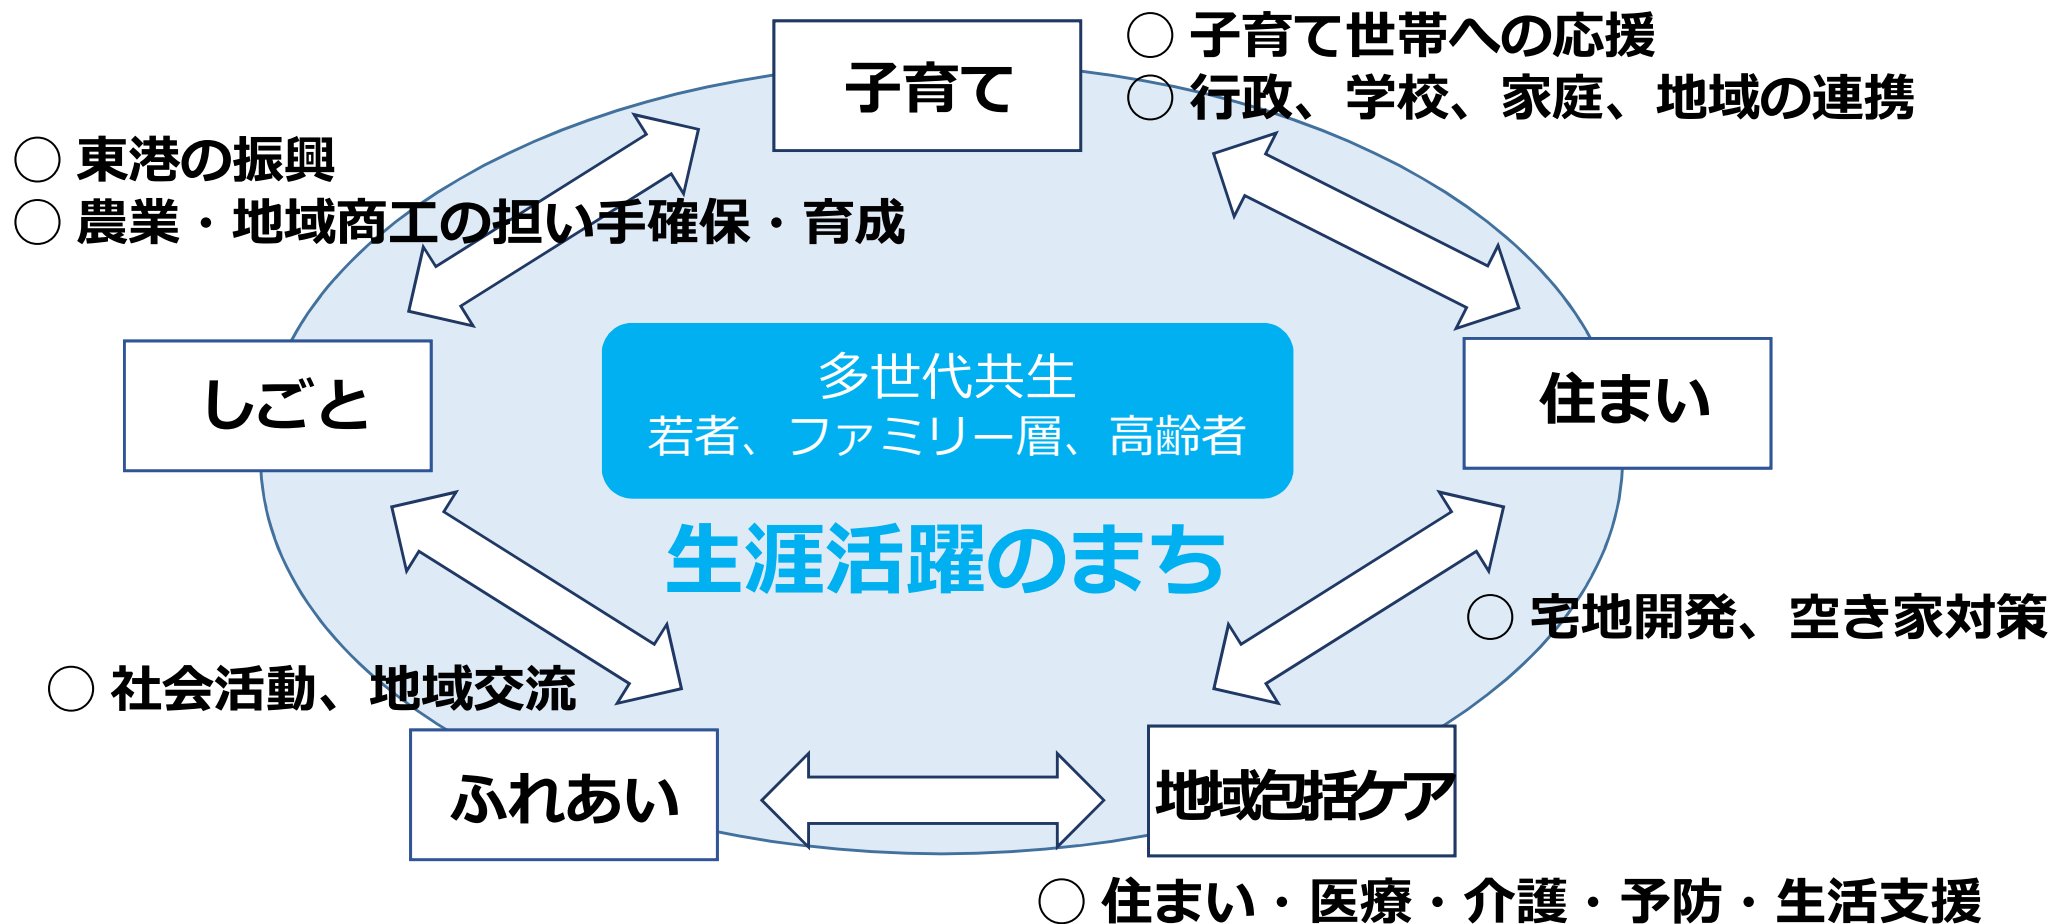 子育て
○ 子育て世帯への応援
○ 行政、学校、家庭、地域の連携
○ 東港の振興
○ 農業・地域商工の担い手確保・育成
しごと
多世代共生
若者、ファミリー層、高齢者
住まい
生涯活躍のまち
○ 宅地開発、空き家対策
○ 社会活動、地域交流
ふれあい
地域包括ケア
○ 住まい・医療・介護・予防・生活支援